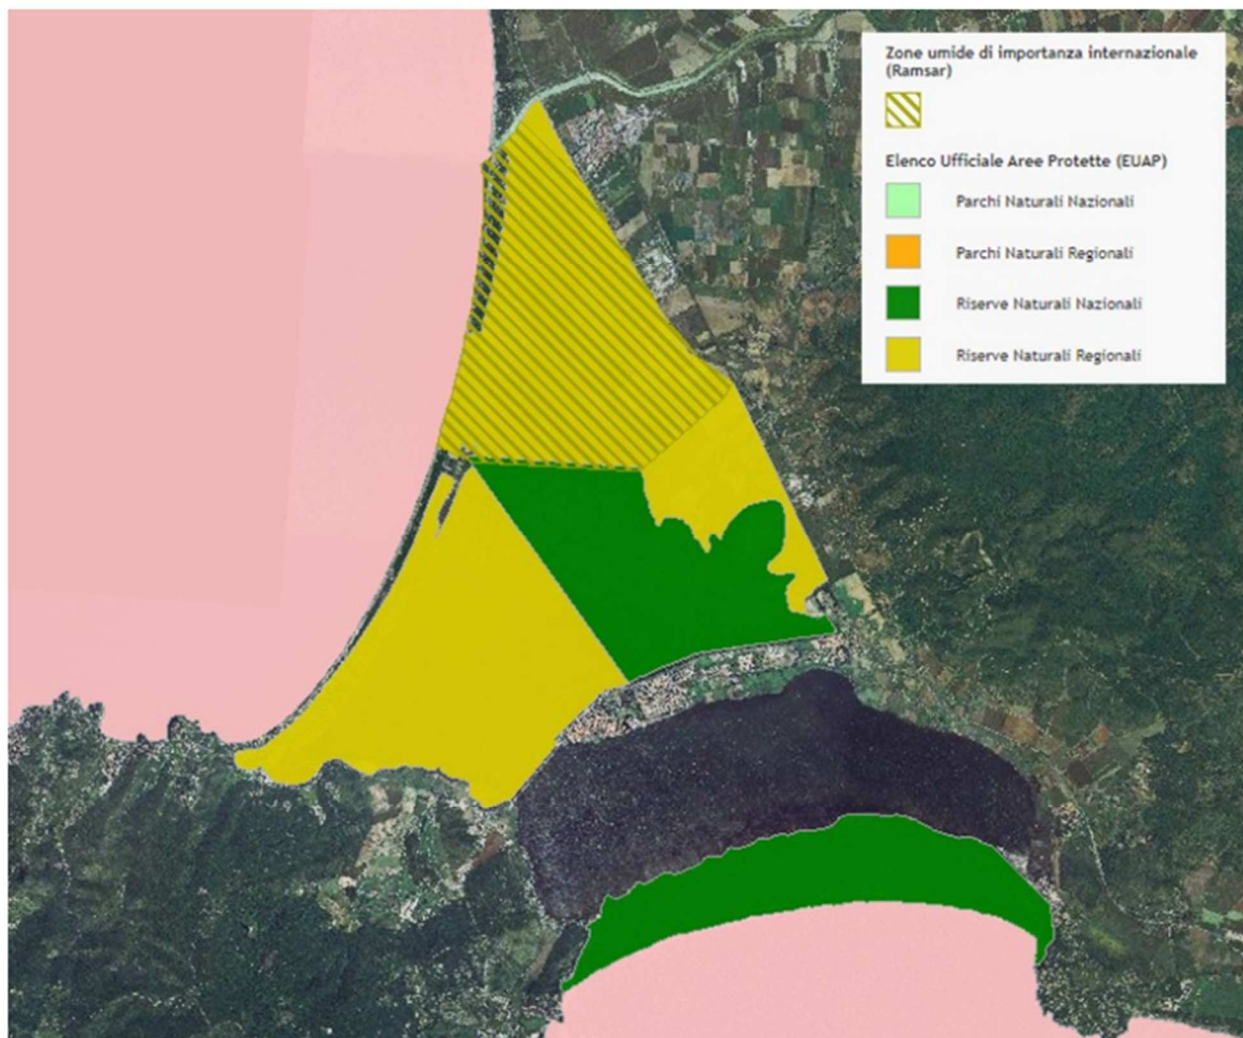 Zone umide di importanza internazionale
(Ramsar)
Elenco Ufficiale Aree Protette (EUAP)
Parchi Naturali Nazionali
Parchi Naturali Regionali
Riserve Naturali Nazionali
Riserve Naturali Regionali